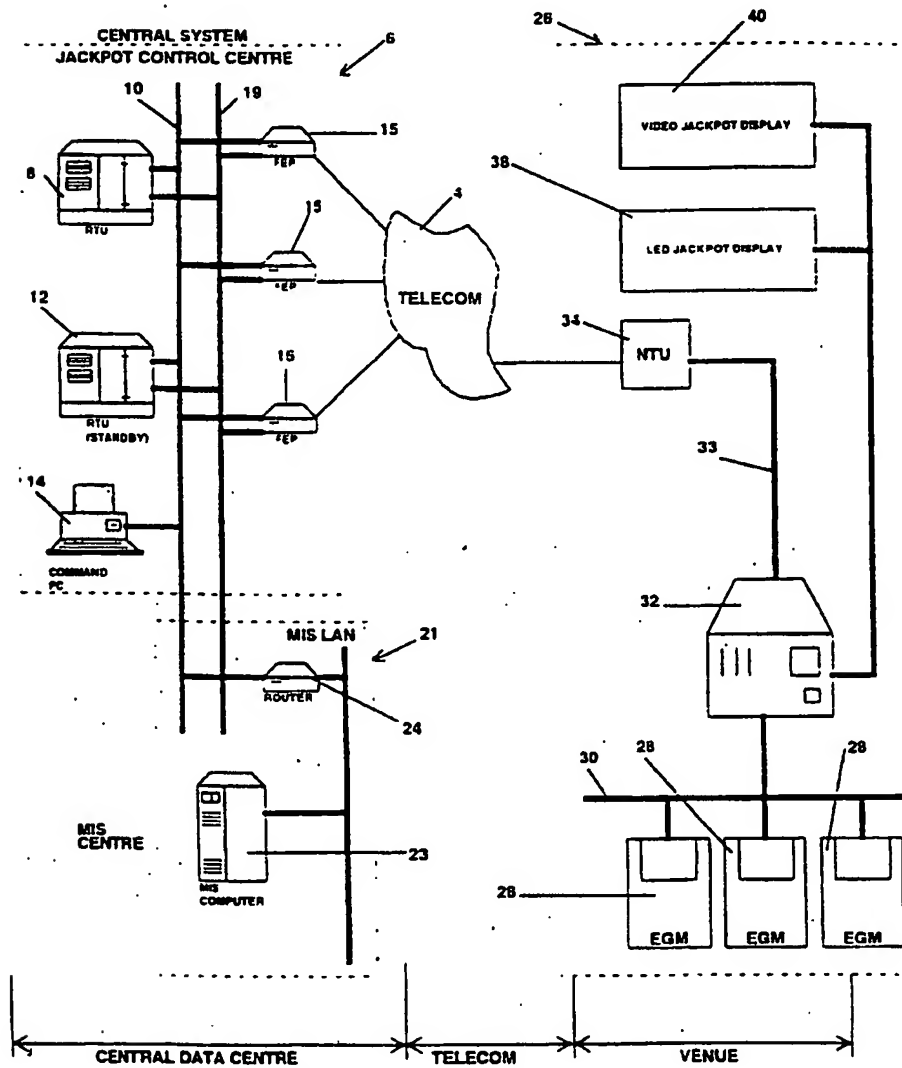 CENTRAL SYSTEM
JACKPOT CONTROL CENTRE
6
26
40
10
19
15
VIDEO JACKPOT DISPLAY
8
FEP
RTU
38
15
4
LED JACKPOT DISPLAY
FEP
TELECOM
12
34
15
NTU
RTU
(STANDBY)
FEP
33
14
COMMAND
PC
32
MIS LAN
21
ROUTER
24
30
28
28
MIS
CENTRE
23
28
MIS
COMPUTER
EGM
EGM
EGM
CENTRAL DATA CENTRE
TELECOM
VENUE